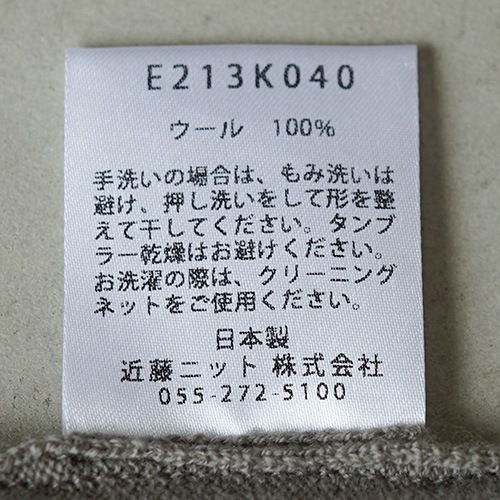 E213K040
ウール 100%
手洗いの場合は、もみ洗いは
避け、押し洗いをして形を整
えて干してください。タンブ
ラー乾燥はお避けください。
お洗濯の際は、クリーニング
ネットをご使用ください。
日本製
近藤ニット 株式会社
055-272-5100